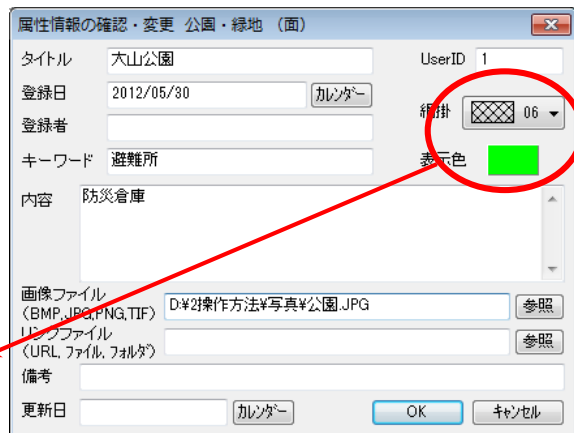 属性情報の確認・変更 公園・緑地 (面)
タイトル 大山公園 UserID 1
登録日 2012/05/30 カレンダー
網掛 06
登録者
キーワード 避難所 表示色
内容 防災倉庫
画像ファイル
(BMP,JPG,PNG,TIF) D:¥2操作方法¥写真¥公園.JPG 参照
リンクファイル
(URL, ファイル, フォルダ) 参照
備考
更新日 カレンダー OK キャンセル